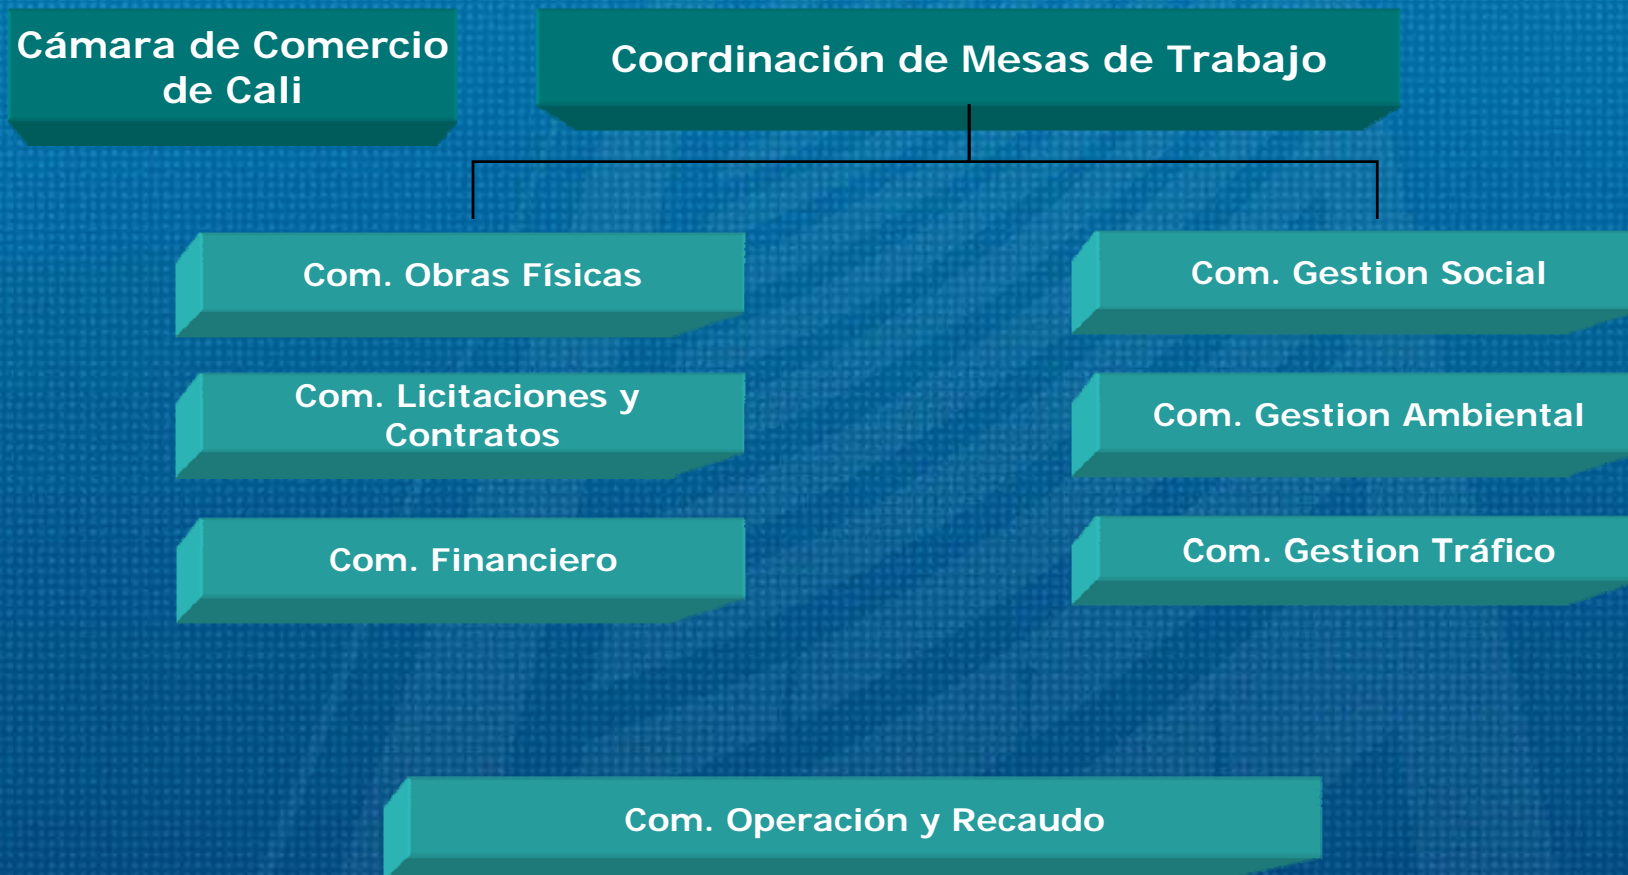 Cámara de Comercio
de Cali
Coordinación de Mesas de Trabajo
Com. Obras Físicas
Com. Gestion Social
Com. Licitaciones y
Contratos
Com. Gestion Ambiental
Com. Financiero
Com. Gestion Tráfico
Com. Operación y Recaudo